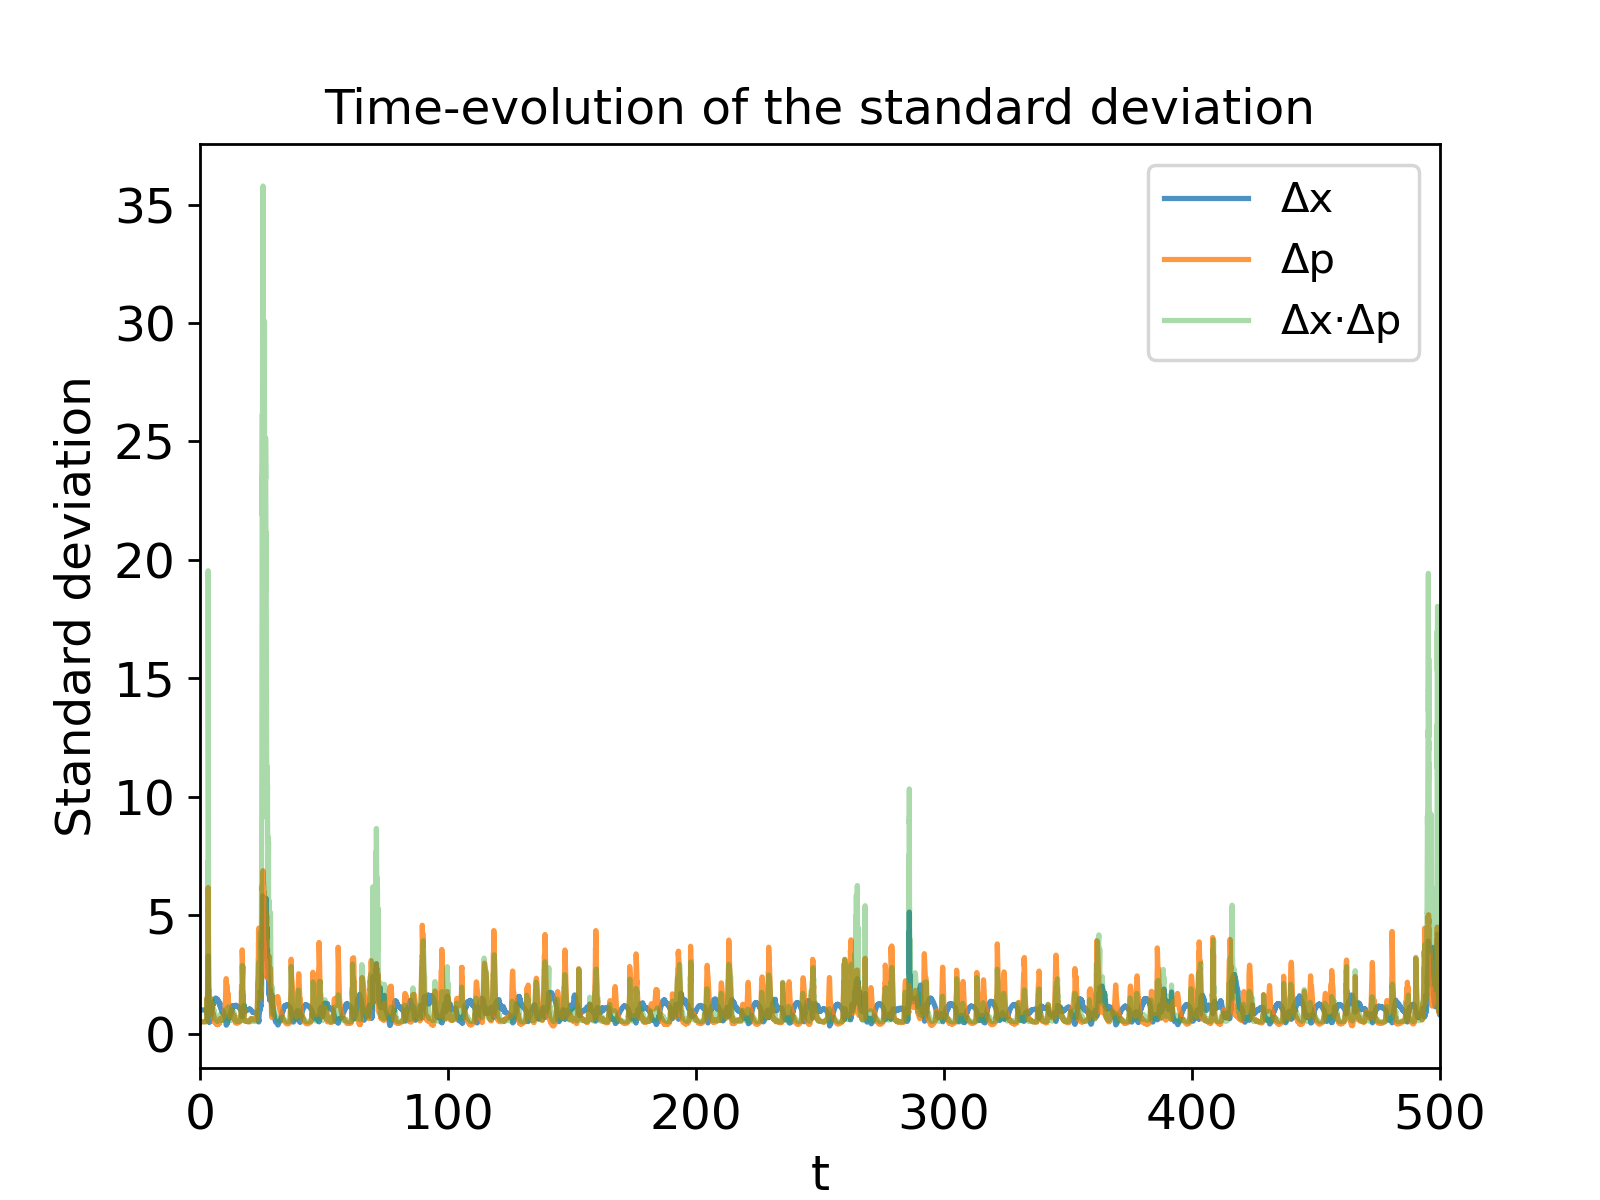 Time-evolution of the standard deviation
Δx
Δp
Δx·Δp
Standard deviation
35
30
25
20
15
10
5
0
0 100 200 300 400 500
t